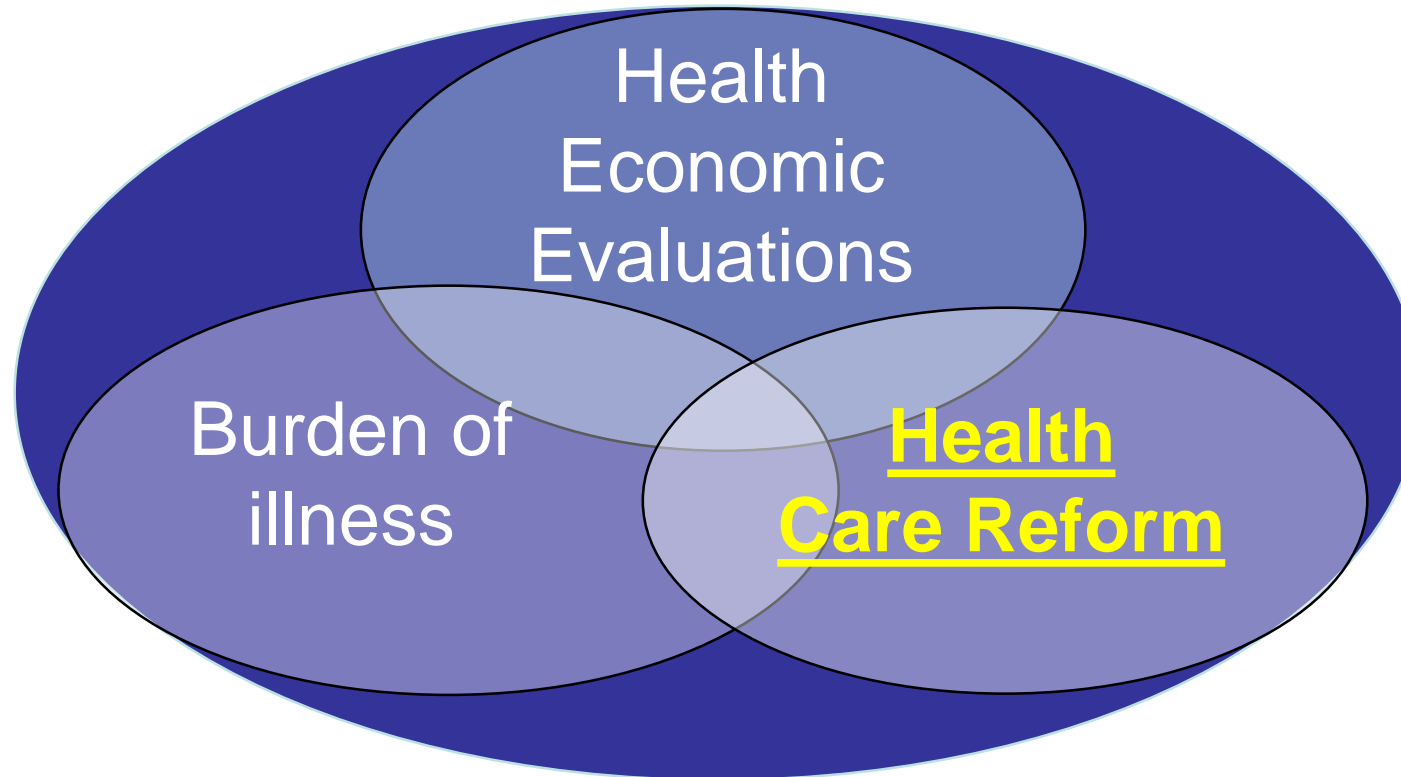 Health
Economic
Evaluations
Burden of
illness
Health
Care Reform